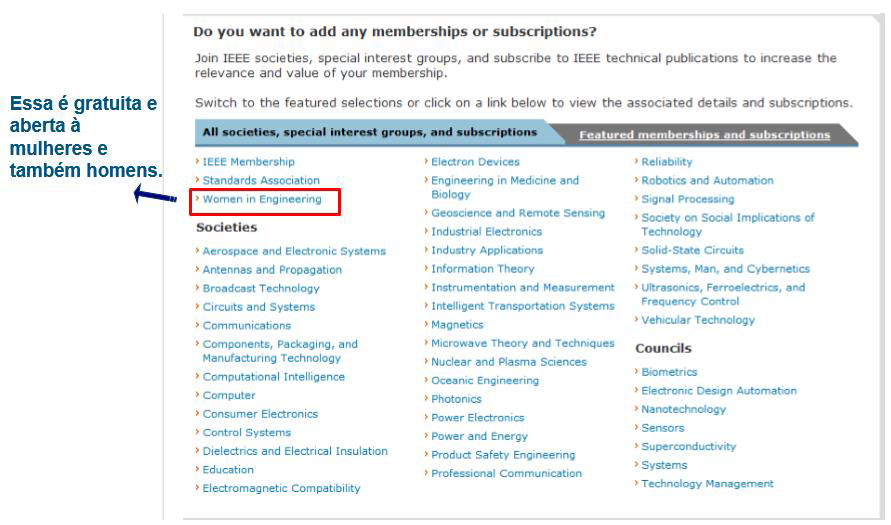 Do you want to add any memberships or subscriptions?
Join IEEE societies, special interest groups, and subscribe to IEEE technical publications to increase the
relevance and value of your membership.
Switch to the featured selections or click on a link below to view the associated details and subscriptions.
Essa é gratuita e
aberta à
mulheres e
também homens.
All societies, special interest groups, and subscriptions
Featured memberships and subscriptions
IEEE Membership
Standards Association
Women in Engineering
Societies
Aerospace and Electronic Systems
Antennas and Propagation
Broadcast Technology
Circuits and Systems
Communications
Components, Packaging, and
Manufacturing Technology
Computational Intelligence
Computer
Consumer Electronics
Control Systems
Dielectrics and Electrical Insulation
Education
Electromagnetic Compatibility
Electron Devices
Engineering in Medicine and
Biology
Geoscience and Remote Sensing
Industrial Electronics
Industry Applications
Information Theory
Instrumentation and Measurement
Intelligent Transportation Systems
Magnetics
Microwave Theory and Techniques
Nuclear and Plasma Sciences
Oceanic Engineering
Photonics
Power Electronics
Power and Energy
Product Safety Engineering
Professional Communication
Reliability
Robotics and Automation
Signal Processing
Society on Social Implications of
Technology
Solid-State Circuits
Systems, Man, and Cybernetics
Ultrasonics, Ferroelectrics, and
Frequency Control
Vehicular Technology
Councils
Biometrics
Electronic Design Automation
Nanotechnology
Sensors
Superconductivity
Systems
Technology Management